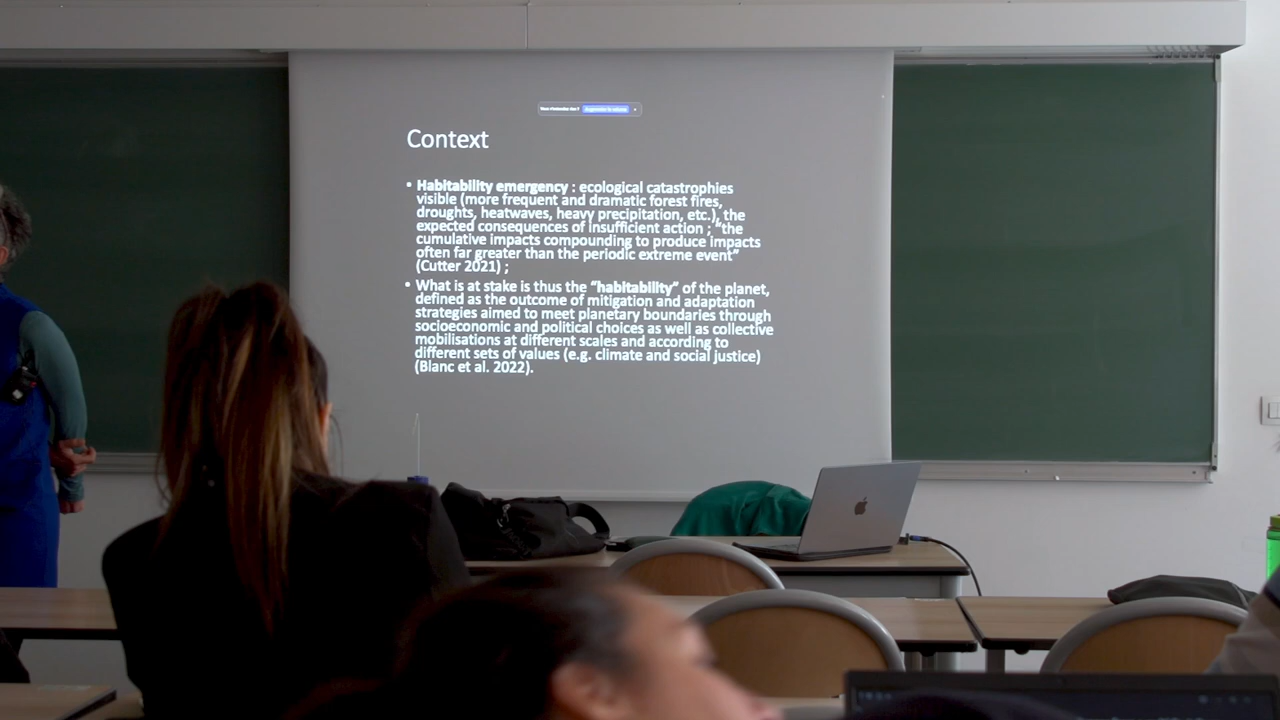 Context
• Habitability emergency : ecological catastrophies
visible (more frequent and dramatic forest fires,
droughts, heatwaves, heavy precipitation, etc.), the
expected consequences of insufficient action ; “the
cumulative impacts compounding to produce impacts
often far greater than the periodic extreme event”
(Cutter 2021) ;
• What is at stake is thus the “habitability” of the planet,
defined as the outcome of mitigation and adaptation
strategies aimed to meet planetary boundaries through
socioeconomic and political choices as well as collective
mobilisations at different scales and according to
different sets of values (e.g. climate and social justice)
(Blanc et al. 2022).